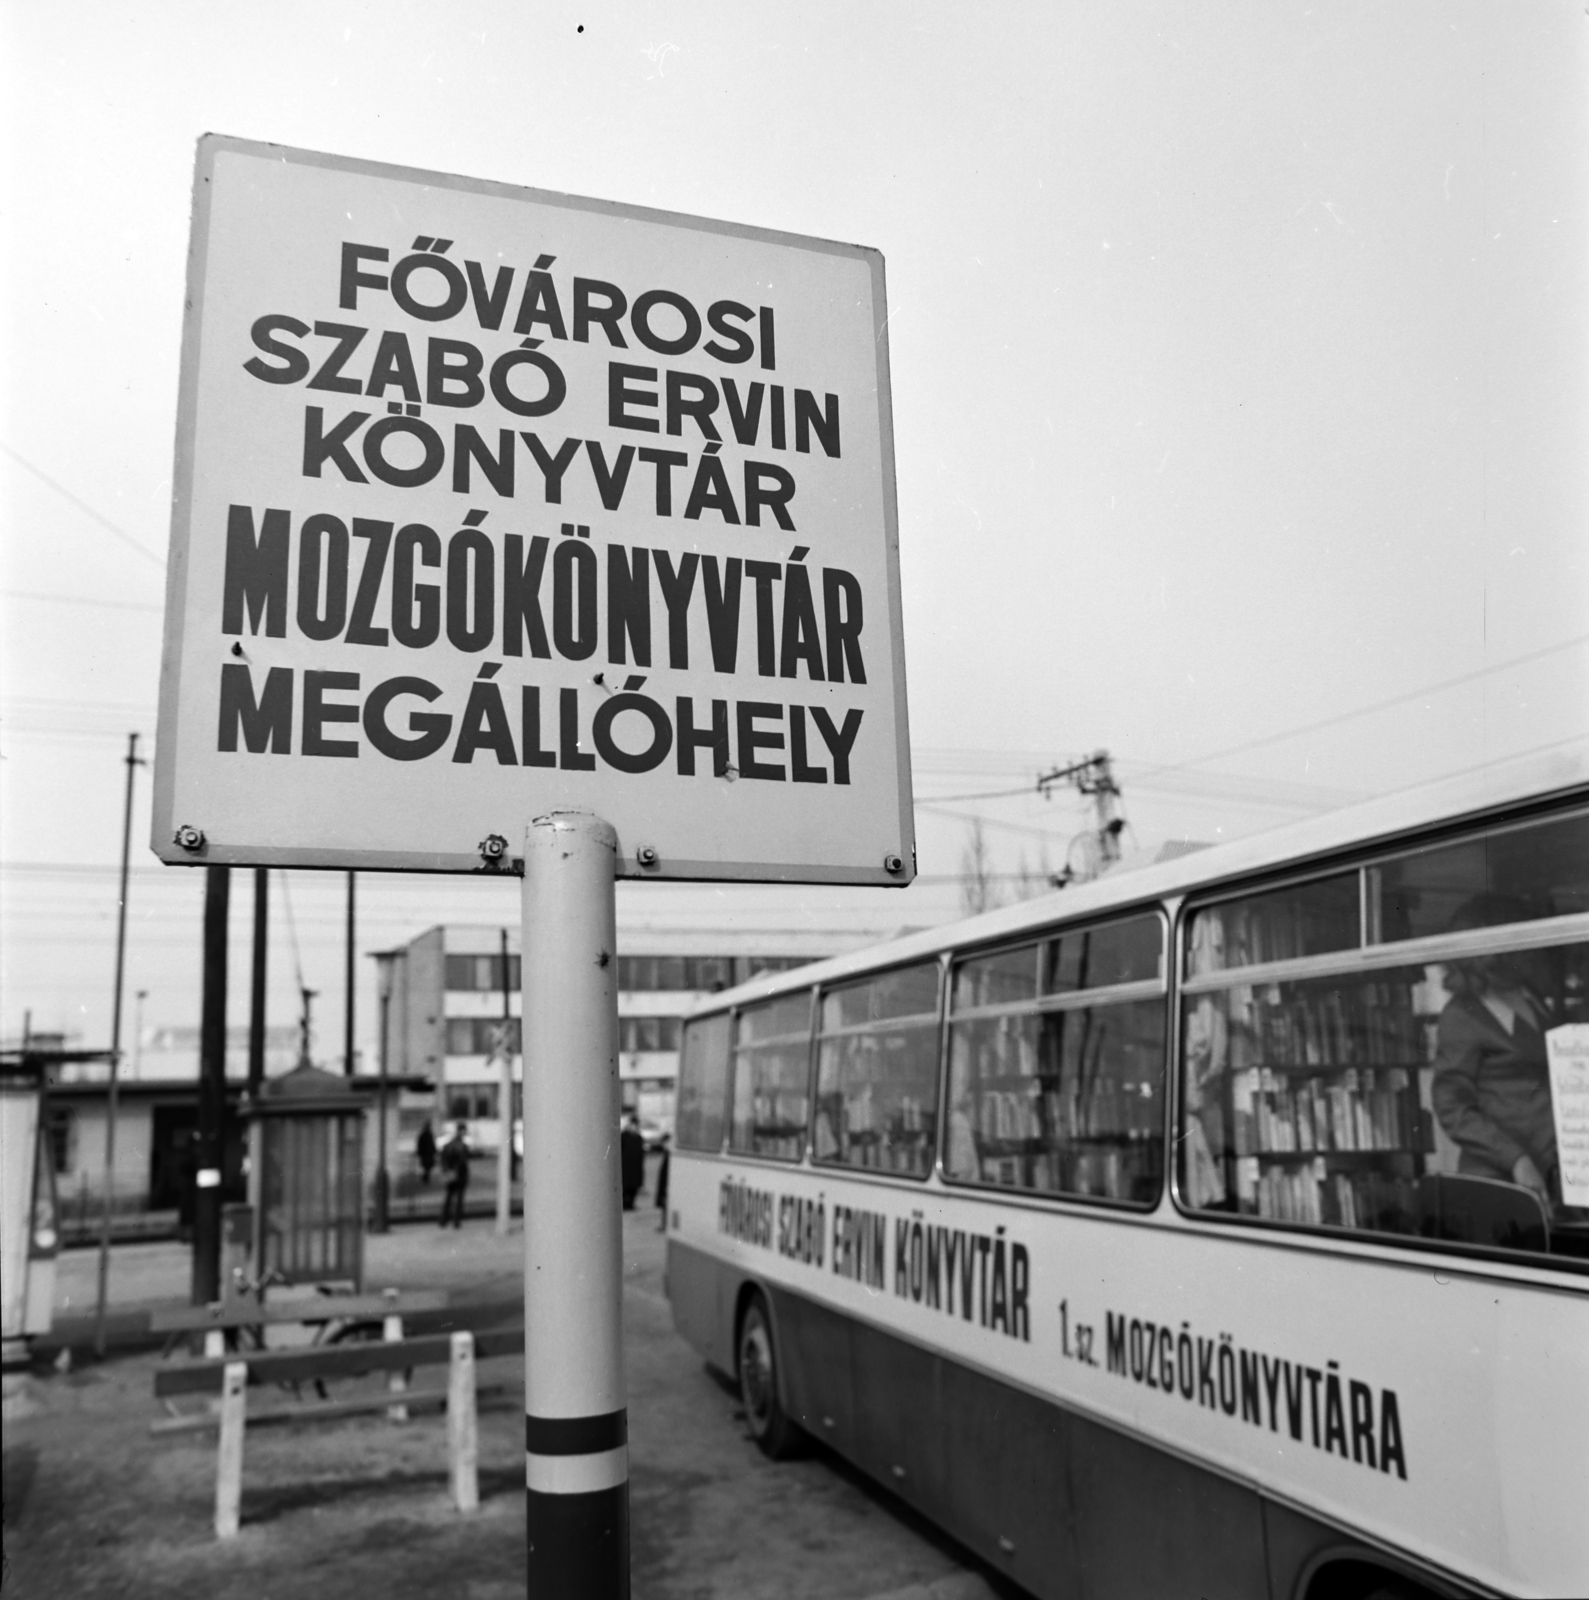 FŐVÁROSI
SZABÓ ERVIN
KÖNYVTÁR
MOZGÓKÖNYVTÁR
MEGÁLLÓHELY
FŐVÁROSI SZABÓ ERVIN KÖNYVTÁR 1.sz. MOZGÓKÖNYVTÁRA